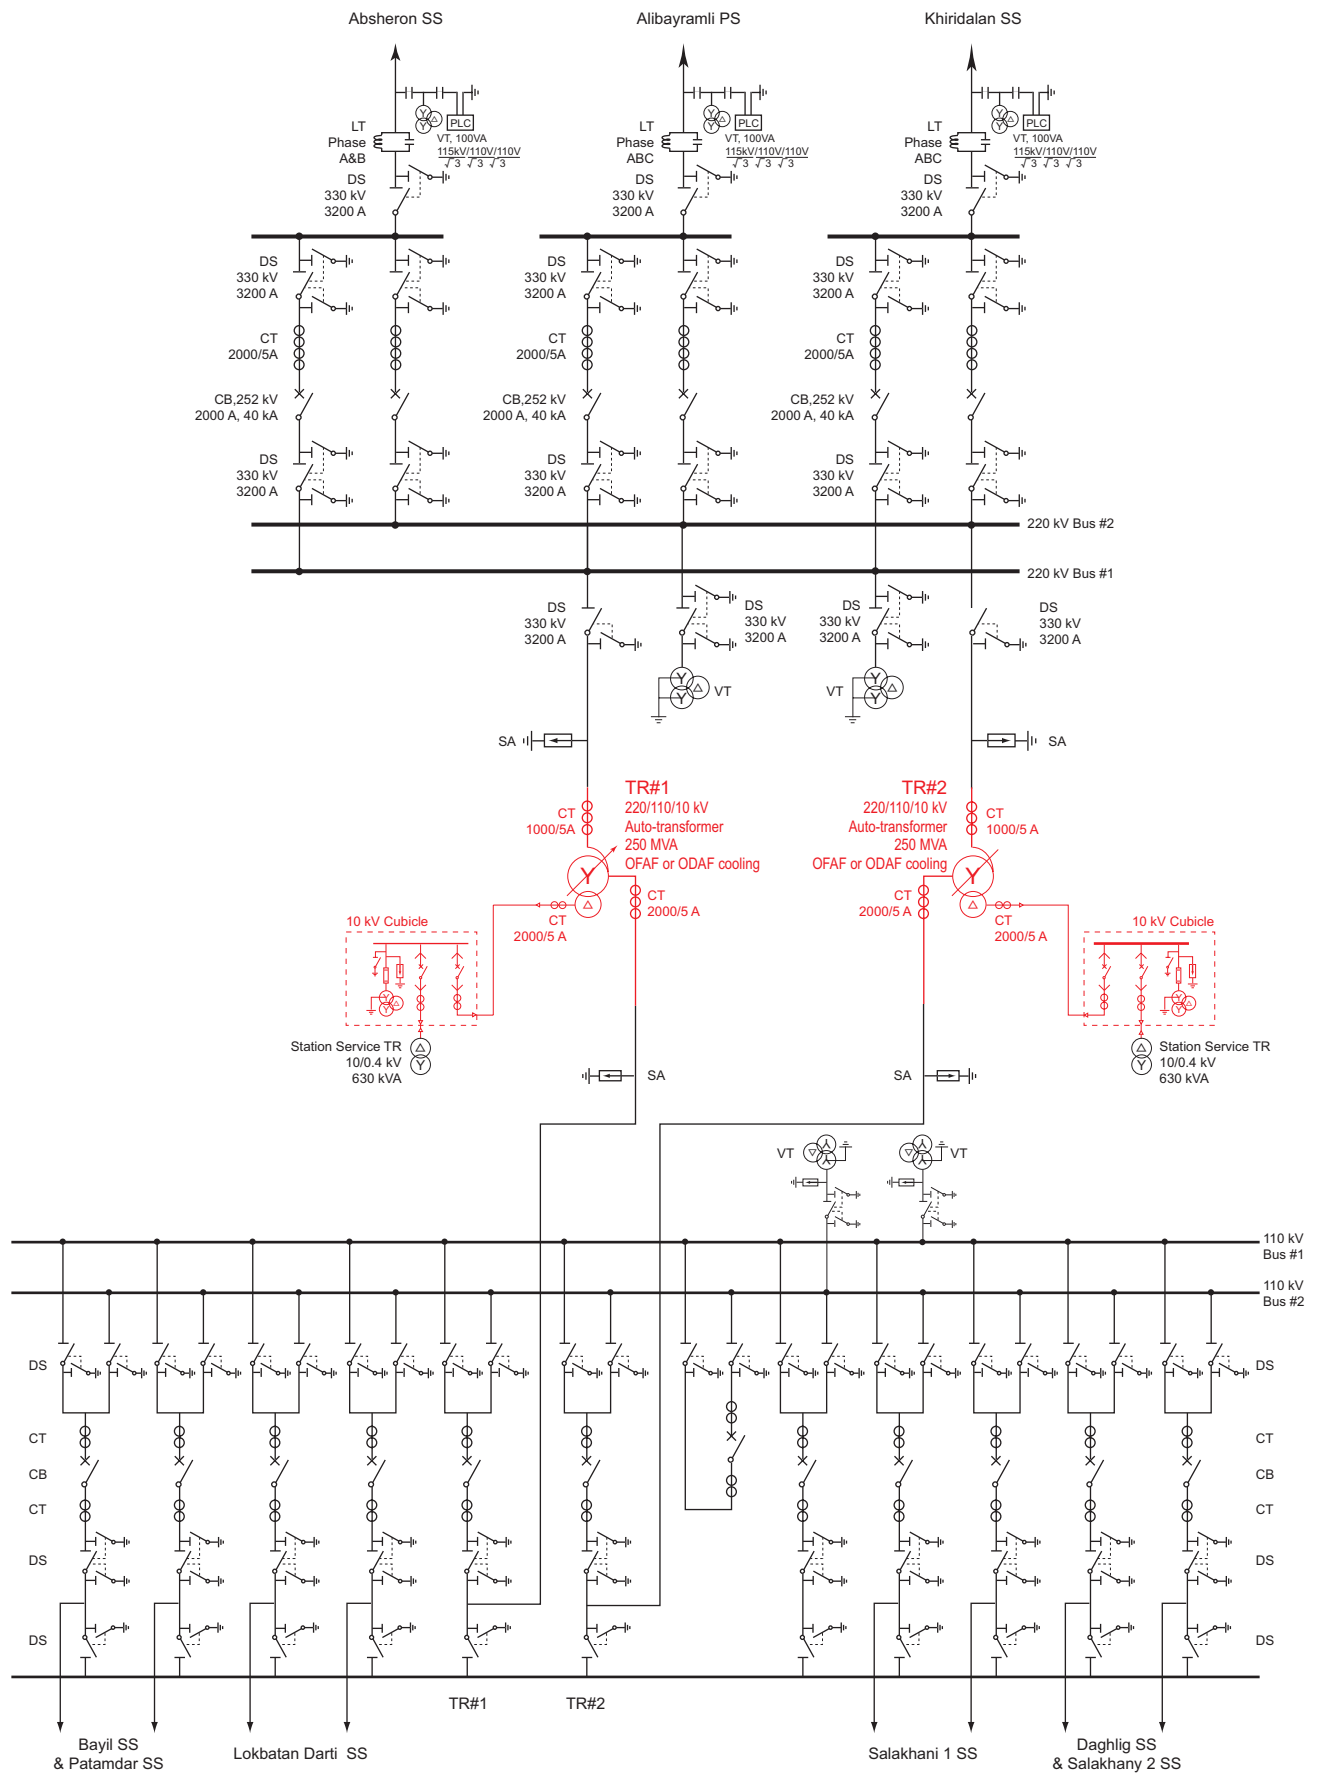 Absheron SS
Alibayramli PS
Khiridalan SS
LT
Phase
A&B
PLC
VT, 100VA
115kV/110V/110V
√3 √3 √3
DS
330 kV
3200 A
LT
Phase
ABC
PLC
VT, 100VA
115kV/110V/110V
√3 √3 √3
DS
330 kV
3200 A
LT
Phase
ABC
PLC
VT, 100VA
115kV/110V/110V
√3 √3 √3
DS
330 kV
3200 A
DS
330 kV
3200 A
CT
2000/5A
CB,252 kV
2000 A, 40 kA
DS
330 kV
3200 A
DS
330 kV
3200 A
CT
2000/5A
CB,252 kV
2000 A, 40 kA
DS
330 kV
3200 A
DS
330 kV
3200 A
CT
2000/5A
CB,252 kV
2000 A, 40 kA
DS
330 kV
3200 A
220 kV Bus #2
220 kV Bus #1
DS
330 kV
3200 A
DS
330 kV
3200 A
DS
330 kV
3200 A
DS
330 kV
3200 A
Y
Y
VT
VT
Y
Y
SA
SA
TR#1
220/110/10 kV
Auto-transformer
250 MVA
OFAF or ODAF cooling
CT
1000/5A
Y
CT
2000/5 A
CT
2000/5 A
TR#2
220/110/10 kV
Auto-transformer
250 MVA
OFAF or ODAF cooling
CT
1000/5 A
Y
CT
2000/5 A
CT
2000/5 A
10 kV Cubicle
10 kV Cubicle
Station Service TR
10/0.4 kV
630 kVA
Y
Station Service TR
10/0.4 kV
630 kVA
Y
SA
SA
VT
VT
110 kV
Bus #1
110 kV
Bus #2
DS
DS
CT
CT
CB
CB
CT
CT
DS
DS
DS
DS
TR#1
TR#2
Bayil SS
& Patamdar SS
Lokbatan Darti SS
Salakhani 1 SS
Daghlig SS
& Salakhany 2 SS